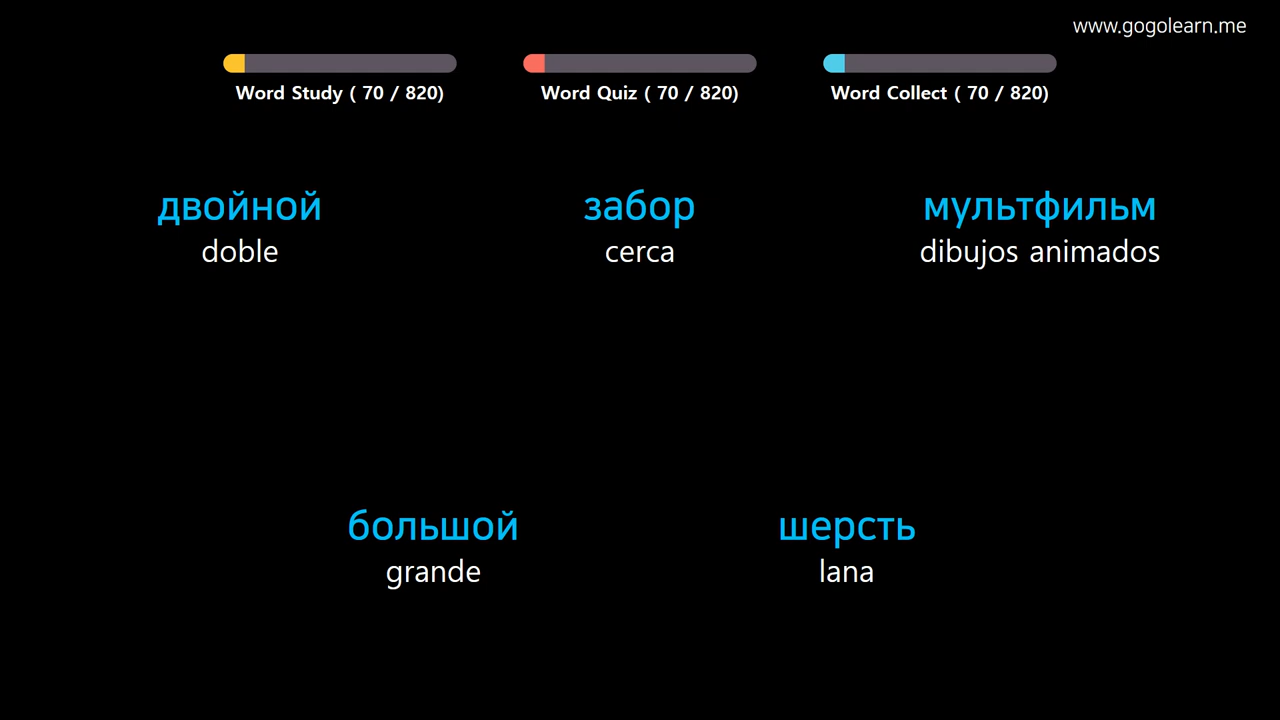 www.gogolearn.me
Word Study ( 70 / 820)
Word Quiz ( 70 / 820)
Word Collect ( 70 / 820)
двойной
doble
забор
cerca
мультфильм
dibujos animados
большой
grande
шерсть
lana